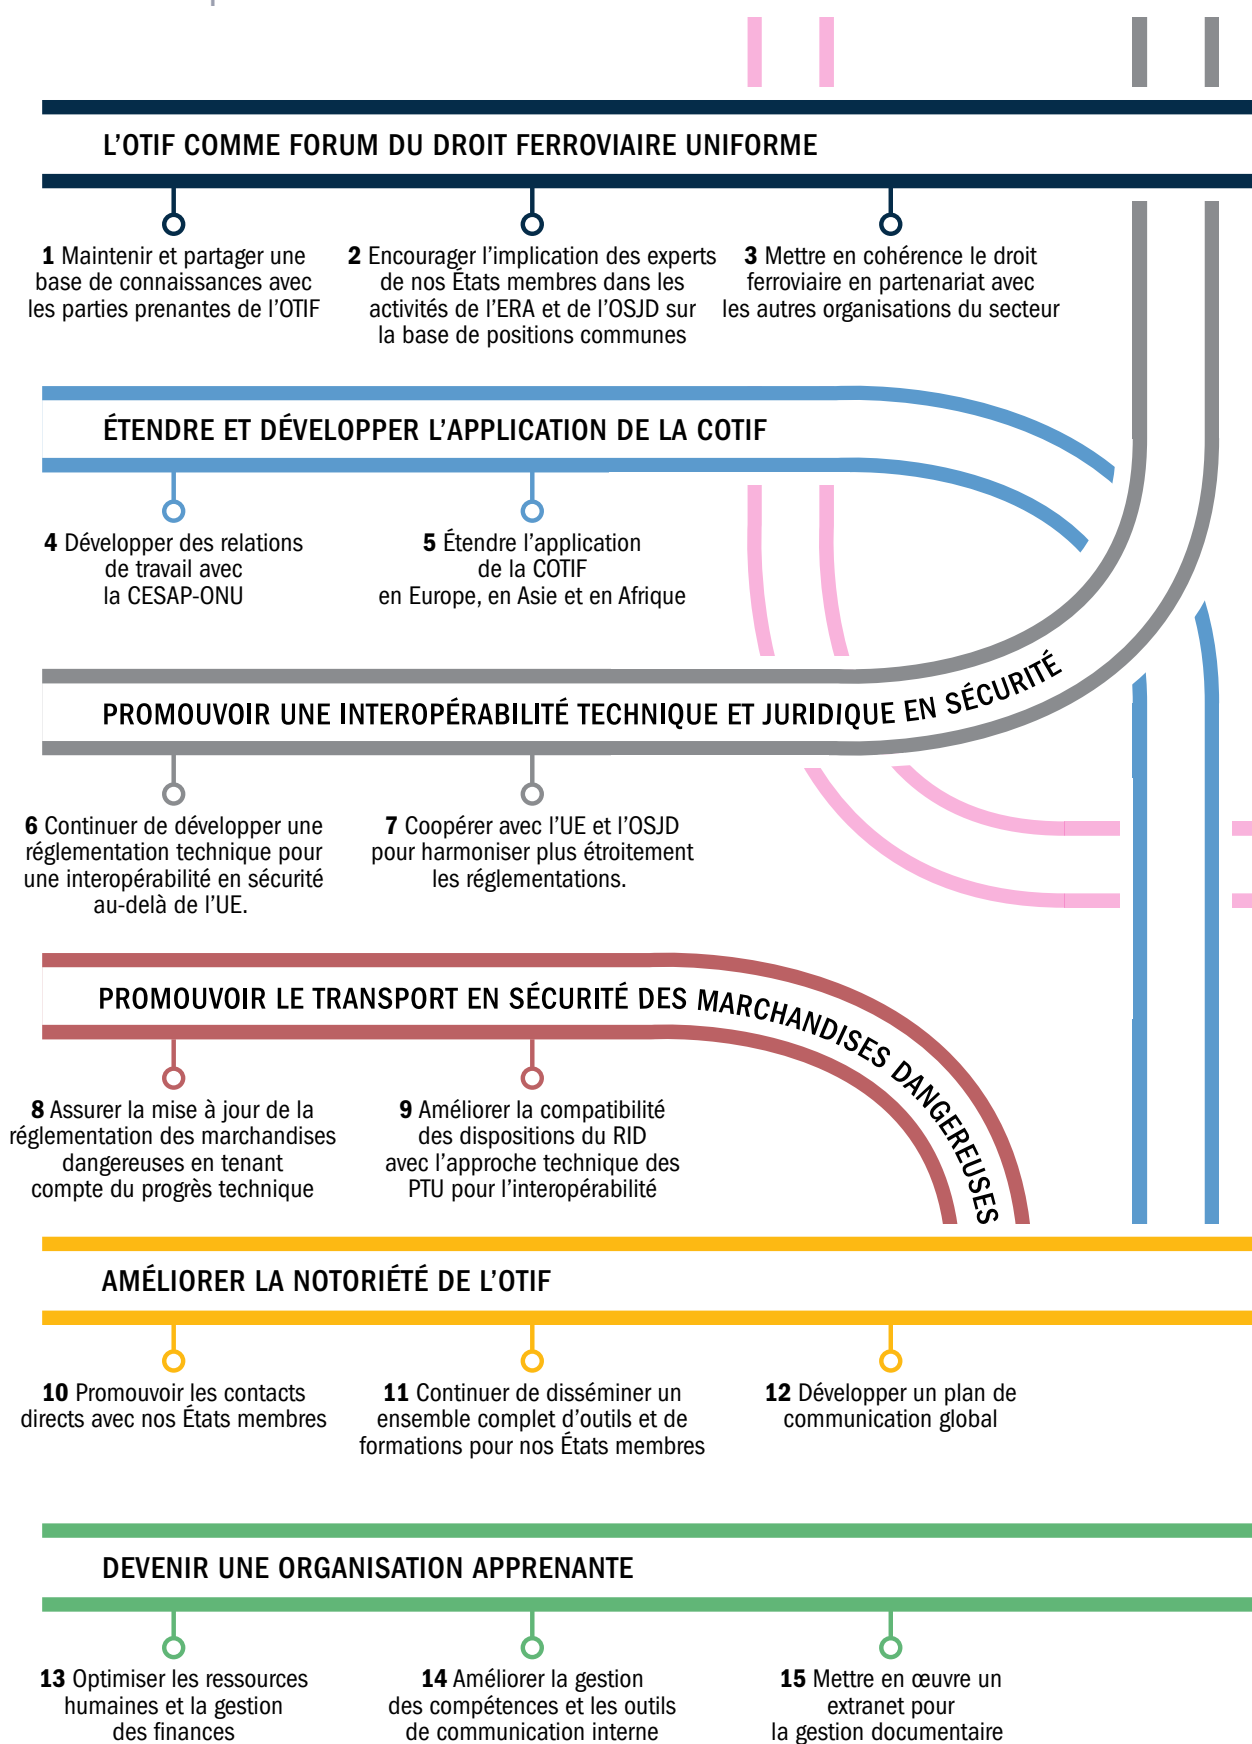 L'OTIF COMME FORUM DU DROIT FERROVIAIRE UNIFORME
1 Maintenir et partager une
base de connaissances avec
les parties prenantes de l'OTIF
2 Encourager l'implication des experts
de nos États membres dans les
activités de l'ERA et de l'OSJD sur
la base de positions communes
3 Mettre en cohérence le droit
ferroviaire en partenariat avec
les autres organisations du secteur
ÉTENDRE ET DÉVELOPPER L'APPLICATION DE LA COTIF
4 Développer des relations
de travail avec
la CESAP-ONU
5 Étendre l'application
de la COTIF
en Europe, en Asie et en Afrique
PROMOUVOIR UNE INTEROPÉRABILITÉ TECHNIQUE ET JURIDIQUE EN SÉCURITÉ
6 Continuer de développer une
réglementation technique pour
une interopérabilité en sécurité
au-delà de l'UE.
7 Coopérer avec l'UE et l'OSJD
pour harmoniser plus étroitement
les réglementations.
PROMOUVOIR LE TRANSPORT EN SÉCURITÉ DES MARCHANDISES DANGEREUSES
8 Assurer la mise à jour de la
réglementation des marchandises
dangereuses en tenant
compte du progrès technique
9 Améliorer la compatibilité
des dispositions du RID
avec l'approche technique des
PTU pour l'interopérabilité
AMÉLIORER LA NOTORIÉTÉ DE L'OTIF
10 Promouvoir les contacts
directs avec nos États membres
11 Continuer de disséminer un
ensemble complet d'outils et de
formations pour nos États membres
12 Développer un plan de
communication global
DEVENIR UNE ORGANISATION APPRENANTE
13 Optimiser les ressources
humaines et la gestion
des finances
14 Améliorer la gestion
des compétences et les outils
de communication interne
15 Mettre en œuvre un
extranet pour
la gestion documentaire